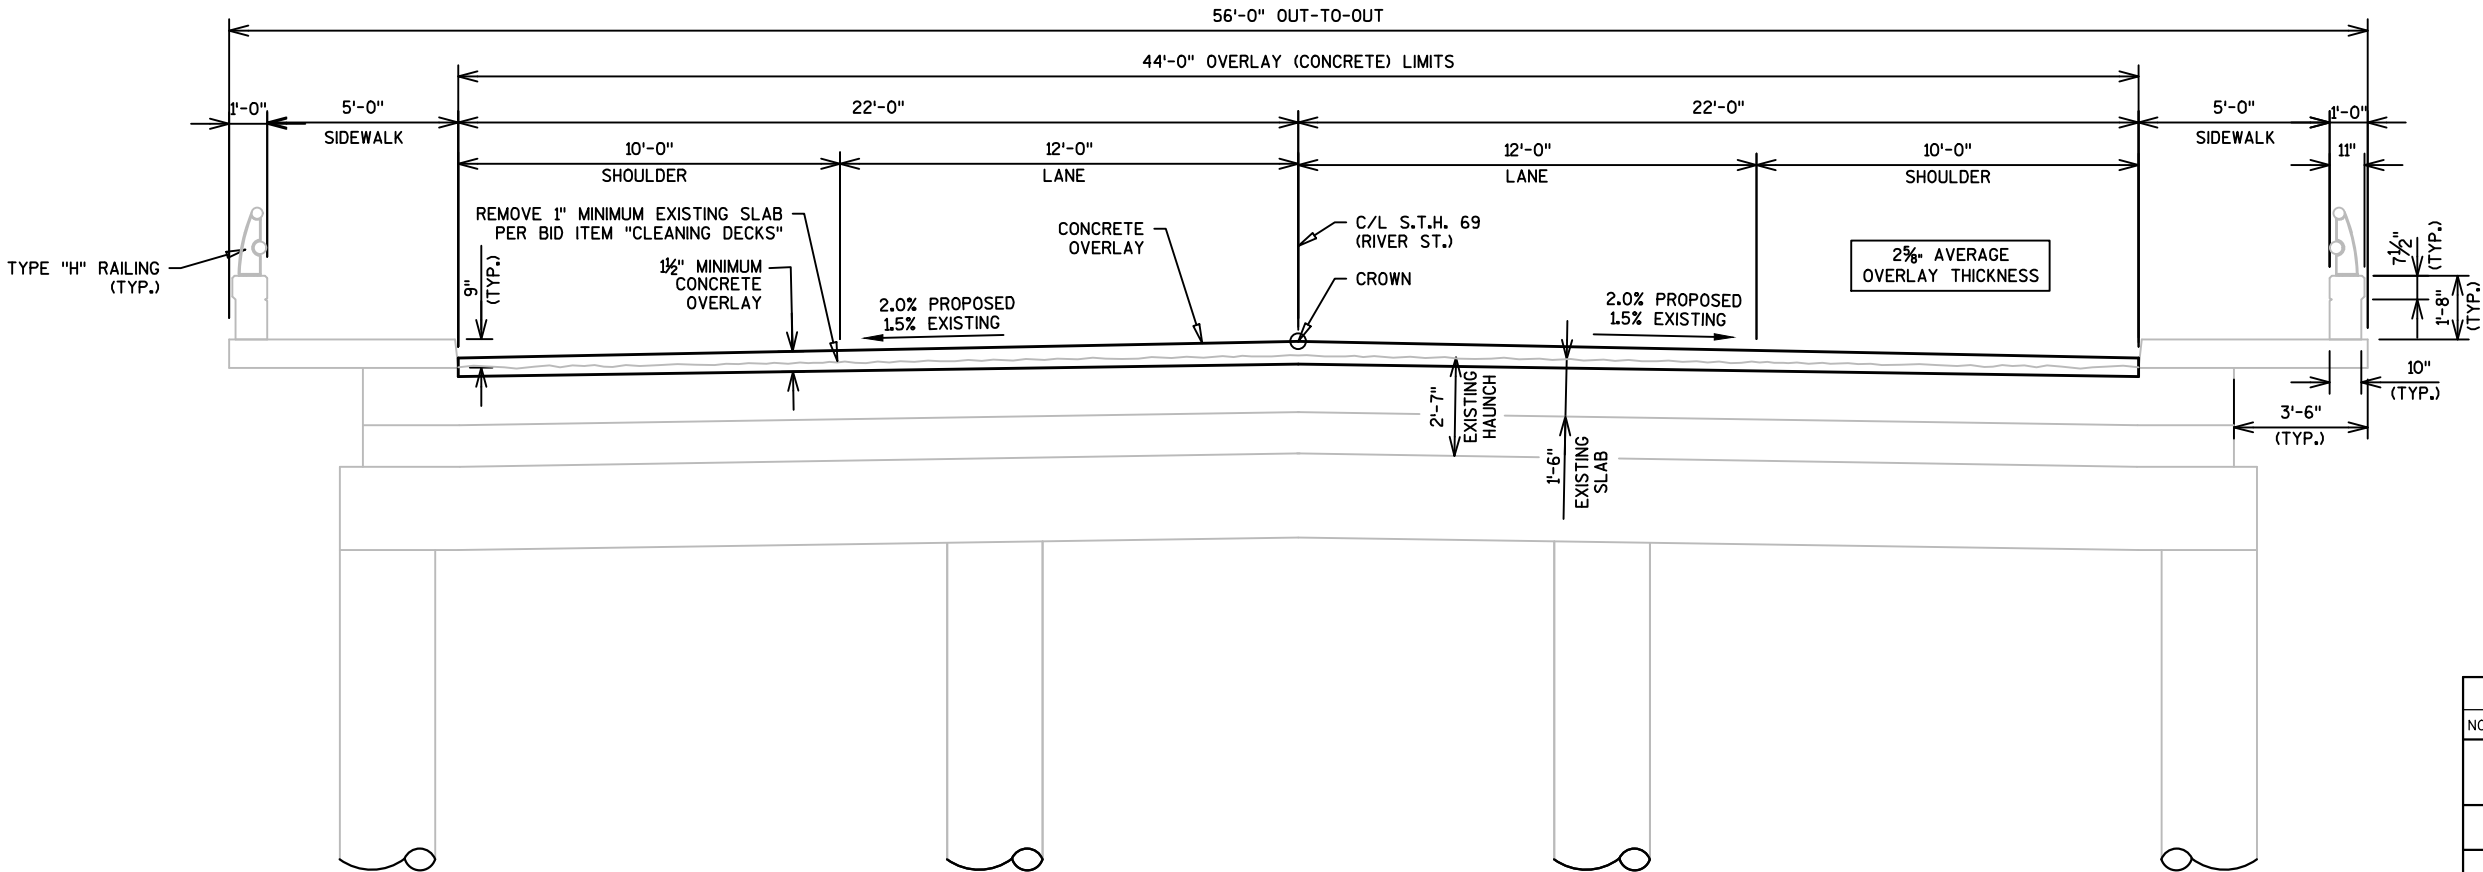 56'-0" OUT-TO-OUT
44'-0" OVERLAY (CONCRETE) LIMITS
1'-0"
5'-0"
22'-0"
22'-0"
5'-0"
1'-0"
SIDEWALK
SIDEWALK
10'-0"
12'-0"
12'-0"
10'-0"
11"
SHOULDER
LANE
LANE
SHOULDER
REMOVE 1" MINIMUM EXISTING SLAB
PER BID ITEM "CLEANING DECKS"
CONCRETE
OVERLAY
C/L S.T.H. 69
(RIVER ST.)
2⅝" AVERAGE
OVERLAY THICKNESS
7½"
(TYP.)
TYPE "H" RAILING
(TYP.)
9"
(TYP.)
1½" MINIMUM
CONCRETE
OVERLAY
CROWN
2.0% PROPOSED
1.5% EXISTING
2.0% PROPOSED
1.5% EXISTING
1'-8"
(TYP.)
10"
(TYP.)
2'-7"
EXISTING
HAUNCH
3'-6"
(TYP.)
1'-6"
EXISTING
SLAB